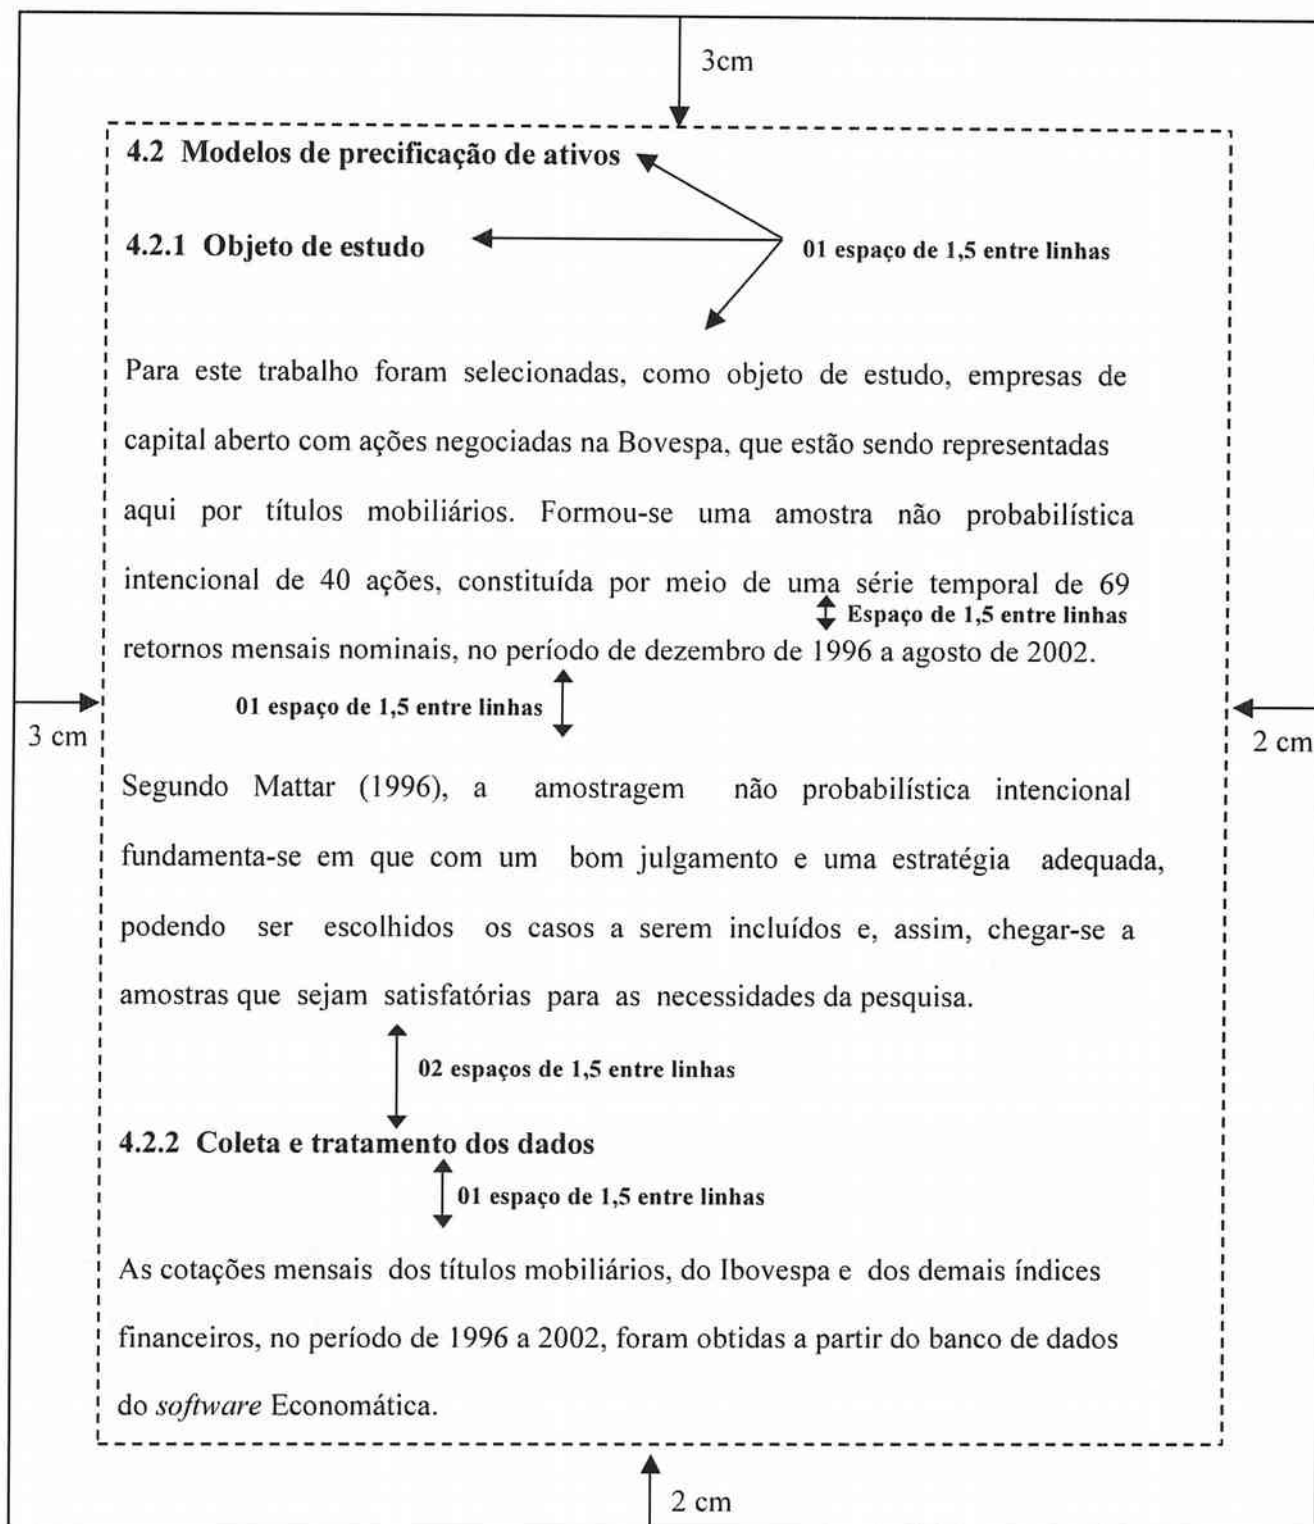 3cm
4.2 Modelos de precificação de ativos
4.2.1 Objeto de estudo
01 espaço de 1,5 entre linhas
Para este trabalho foram selecionadas, como objeto de estudo, empresas de
capital aberto com ações negociadas na Bovespa, que estão sendo representadas
aqui por títulos mobiliários. Formou-se uma amostra não probabilística
intencional de 40 ações, constituída por meio de uma série temporal de 69
Espaço de 1,5 entre linhas
retornos mensais nominais, no período de dezembro de 1996 a agosto de 2002.
01 espaço de 1,5 entre linhas
3 cm
2 cm
Segundo Mattar (1996), a amostragem não probabilística intencional
fundamenta-se em que com um bom julgamento e uma estratégia adequada,
podendo ser escolhidos os casos a serem incluídos e, assim, chegar-se a
amostras que sejam satisfatórias para as necessidades da pesquisa.
02 espaços de 1,5 entre linhas
4.2.2 Coleta e tratamento dos dados
01 espaço de 1,5 entre linhas
As cotações mensais dos títulos mobiliários, do Ibovespa e dos demais índices
financeiros, no período de 1996 a 2002, foram obtidas a partir do banco de dados
do software Economática.
2 cm